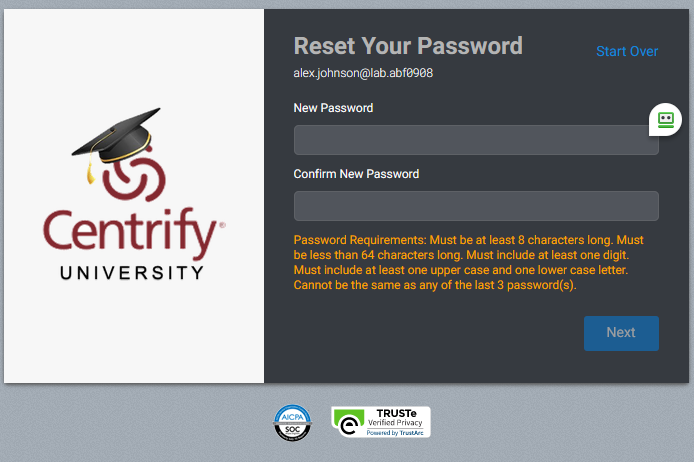 Reset Your Password
Start Over
alex.johnson@lab.abf0908
New Password
Confirm New Password
Password Requirements: Must be at least 8 characters long. Must
be less than 64 characters long. Must include at least one digit.
Must include at least one upper case and one lower case letter.
Cannot be the same as any of the last 3 password(s).
Next
Centrify®
UNIVERSITY
AICPA
SOC
TRUSTe
Verified Privacy
Powered by TrustArc